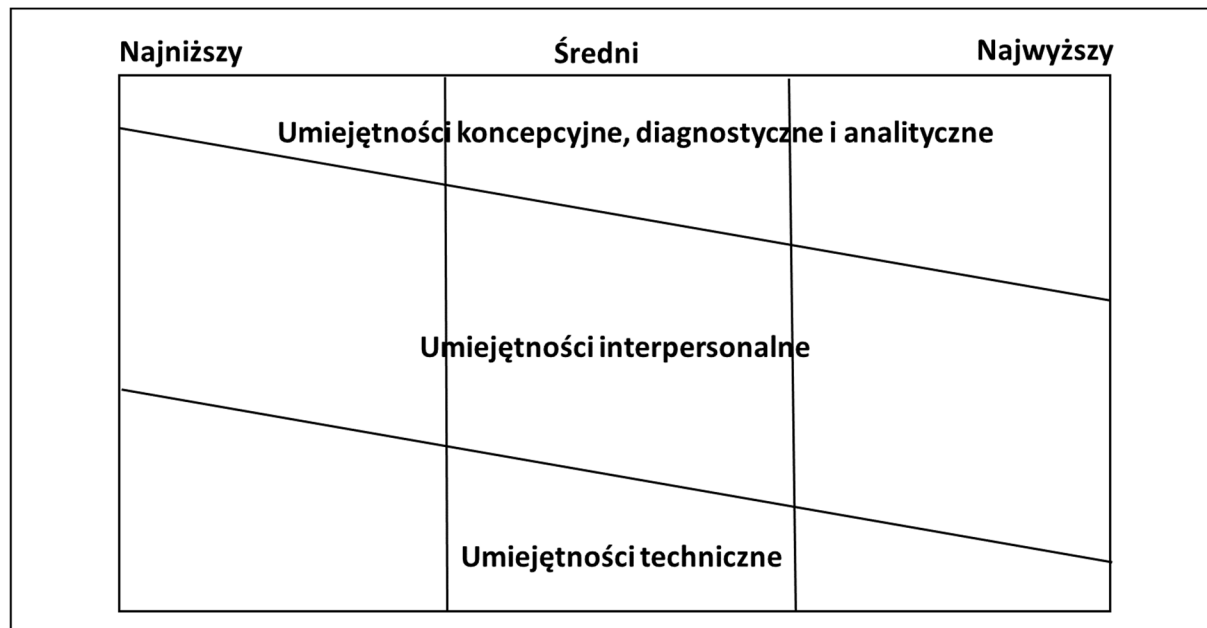 Najniższy Średni Najwyższy
Umiejętności koncepcyjne, diagnostyczne i analityczne
Umiejętności interpersonalne
Umiejętności techniczne